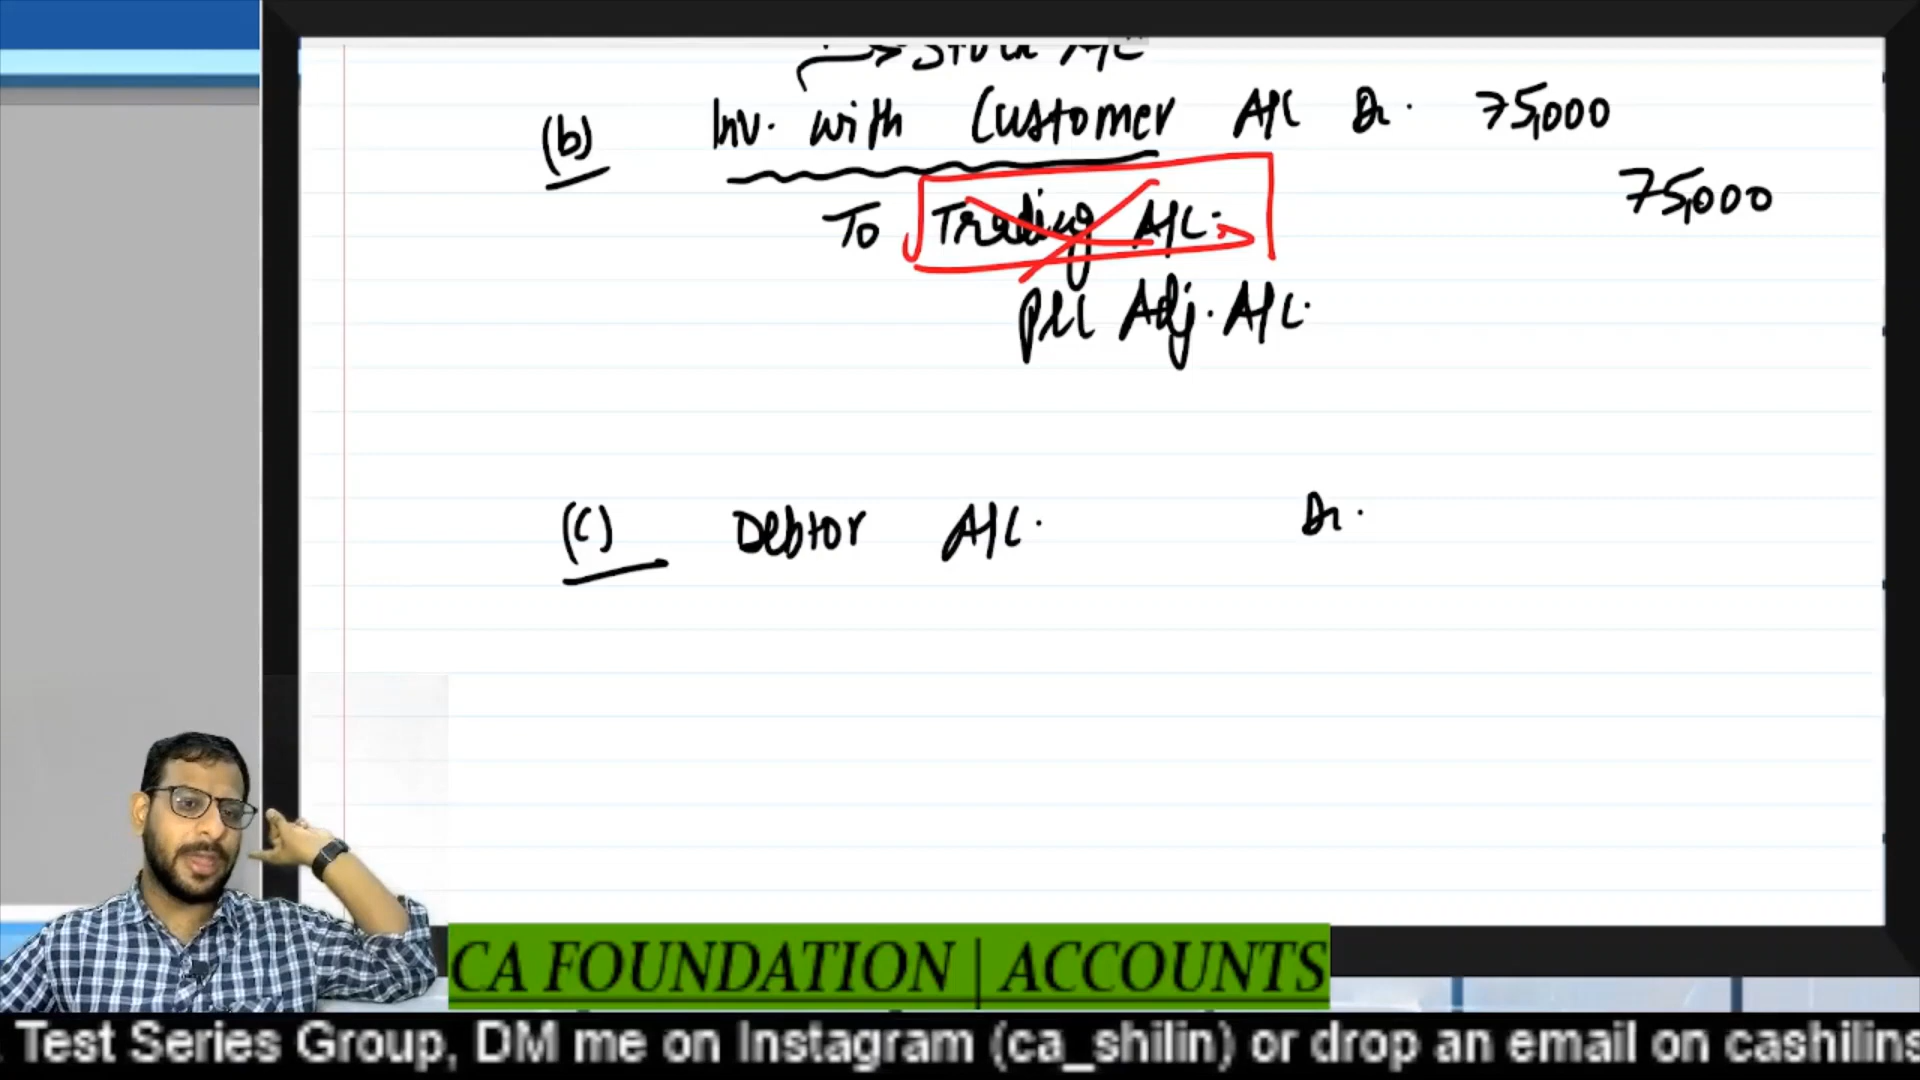 Stock A/C
(b) Inv. with Customer A/C Dr. 75,000
To Trading A/C. 75,000
P&L Adj. A/C.
(c) Debtor A/C. Dr.
CA FOUNDATION | ACCOUNTS
Test Series Group, DM me on Instagram (ca_shilin) or drop an email on cashilins